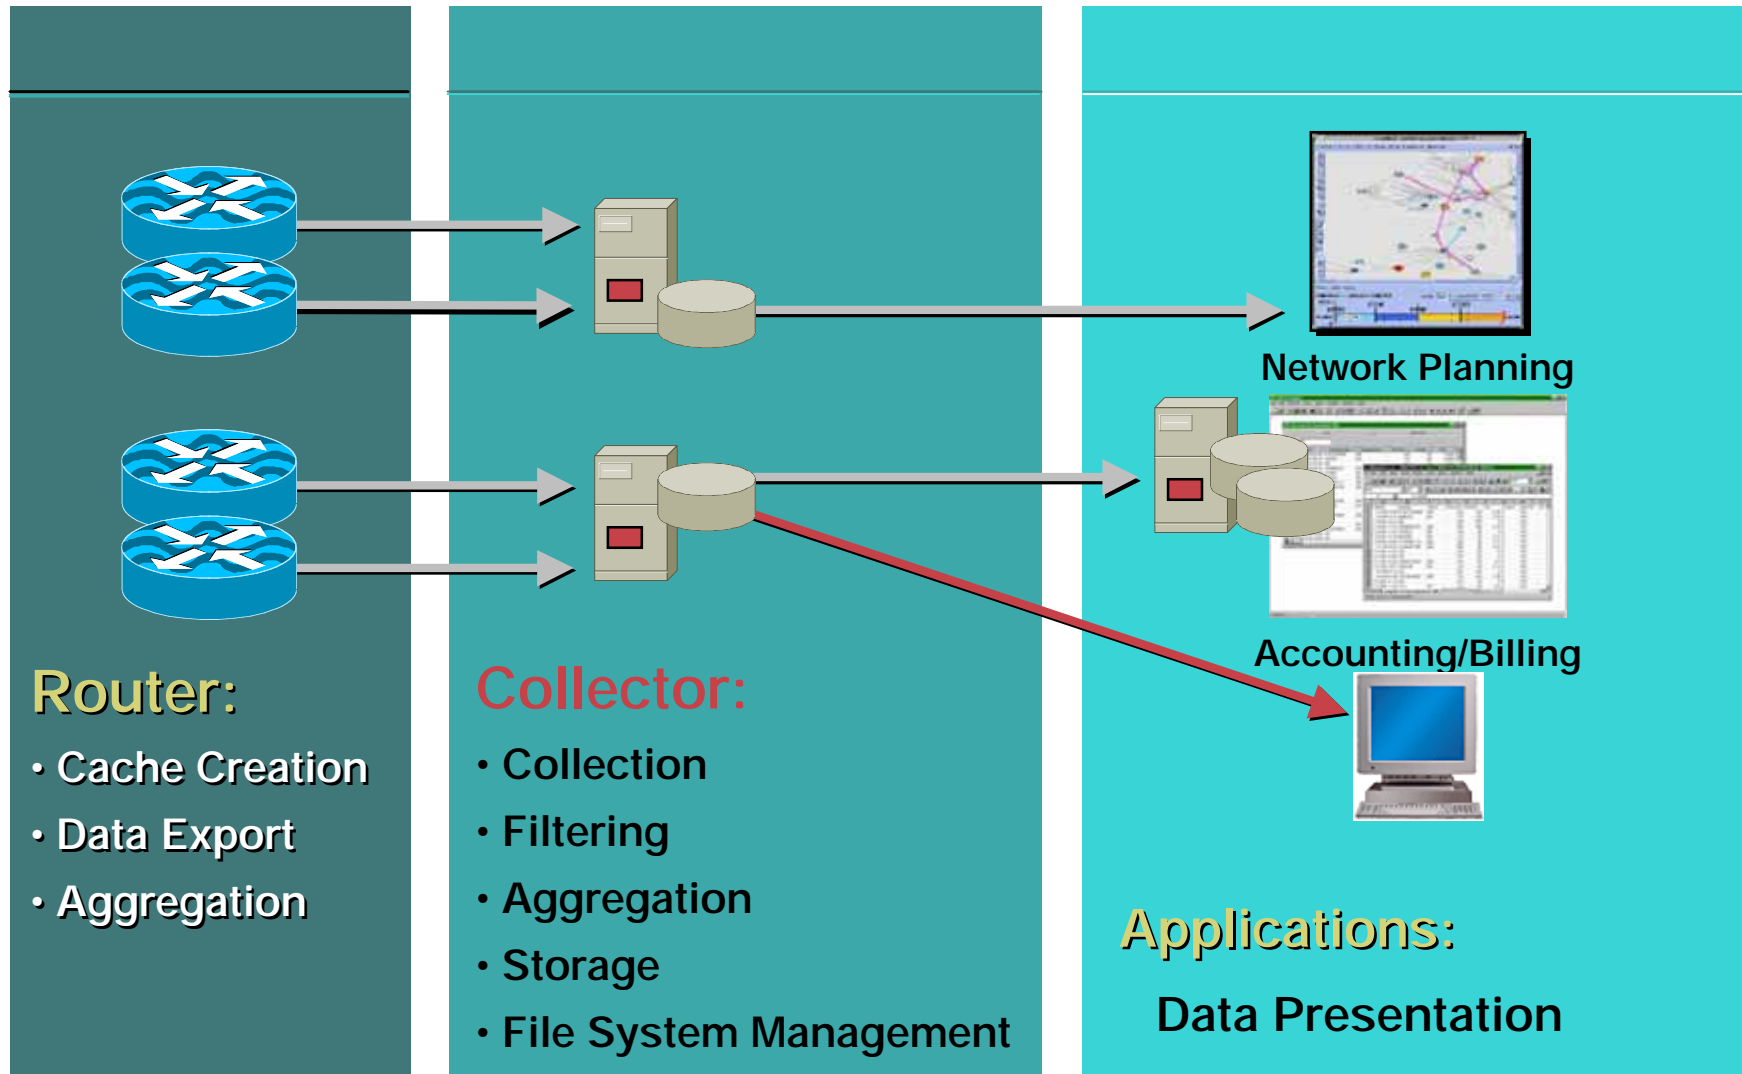 Network Planning
Accounting/Billing
Router:
• Cache Creation
• Data Export
• Aggregation
Collector:
• Collection
• Filtering
• Aggregation
• Storage
• File System Management
Applications:
Data Presentation